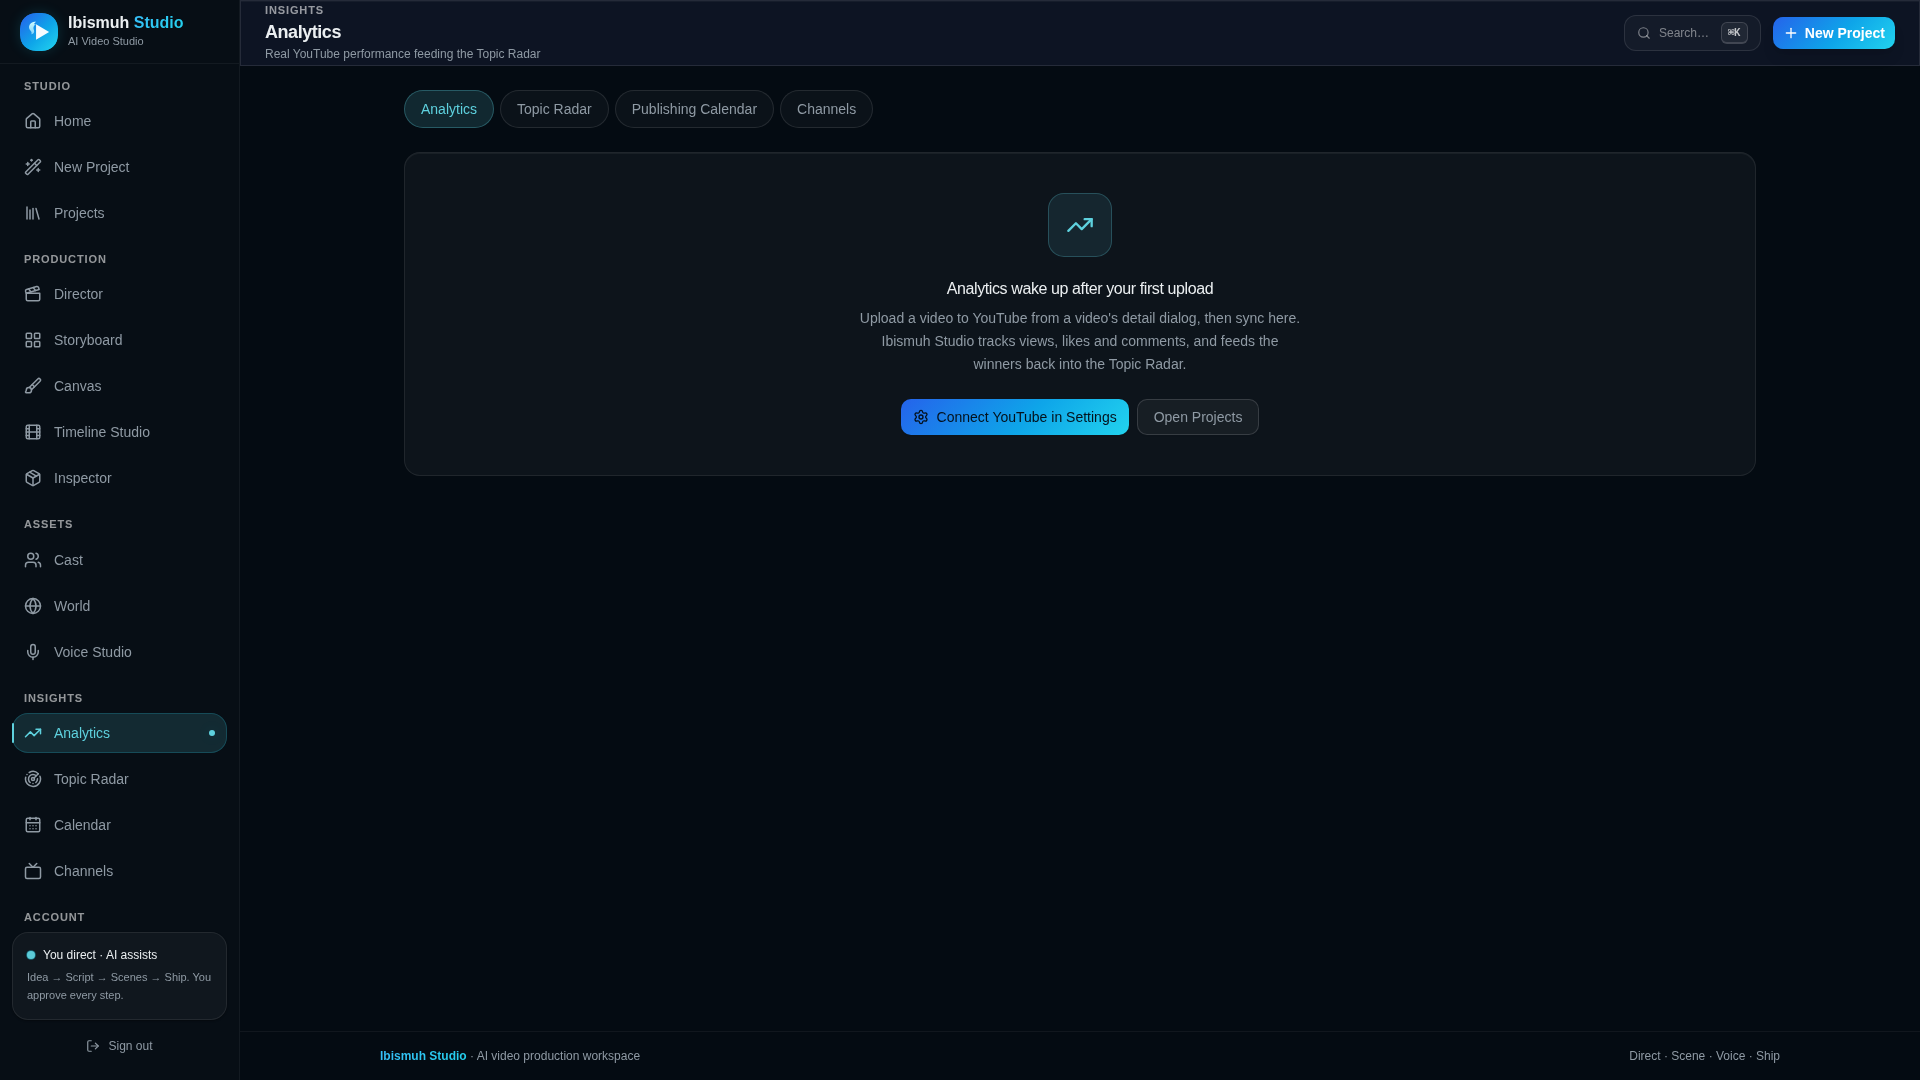 Ibismuh Studio
AI Video Studio
STUDIO
Home
New Project
Projects
PRODUCTION
Director
Storyboard
Canvas
Timeline Studio
Inspector
ASSETS
Cast
World
Voice Studio
INSIGHTS
Analytics
Topic Radar
Calendar
Channels
ACCOUNT
You direct · AI assists
Idea → Script → Scenes → Ship. You
approve every step.
Sign out
INSIGHTS
Analytics
Real YouTube performance feeding the Topic Radar
Search… ⌘K
New Project
Analytics
Topic Radar
Publishing Calendar
Channels
Analytics wake up after your first upload
Upload a video to YouTube from a video's detail dialog, then sync here.
Ibismuh Studio tracks views, likes and comments, and feeds the
winners back into the Topic Radar.
Connect YouTube in Settings
Open Projects
Ibismuh Studio · AI video production workspace
Direct · Scene · Voice · Ship